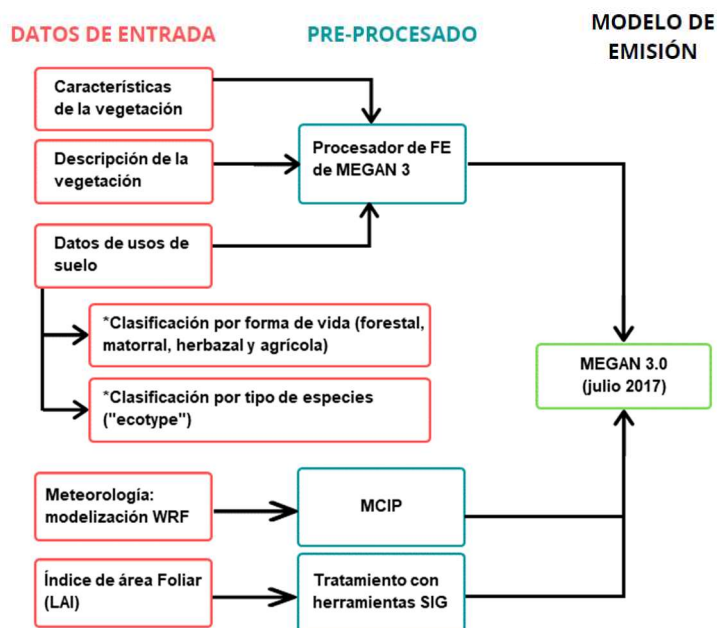 DATOS DE ENTRADA
PRE-PROCESADO
MODELO DE
EMISIÓN
Características
de la vegetación
Descripción de la
vegetación
Procesador de FE
de MEGAN 3
Datos de usos de
suelo
*Clasificación por forma de vida (forestal,
matorral, herbazal y agrícola)
*Clasificación por tipo de especies
("ecotype")
MEGAN 3.0
(julio 2017)
Meteorología:
modelización WRF
MCIP
Índice de área Foliar
(LAI)
Tratamiento con
herramientas SIG